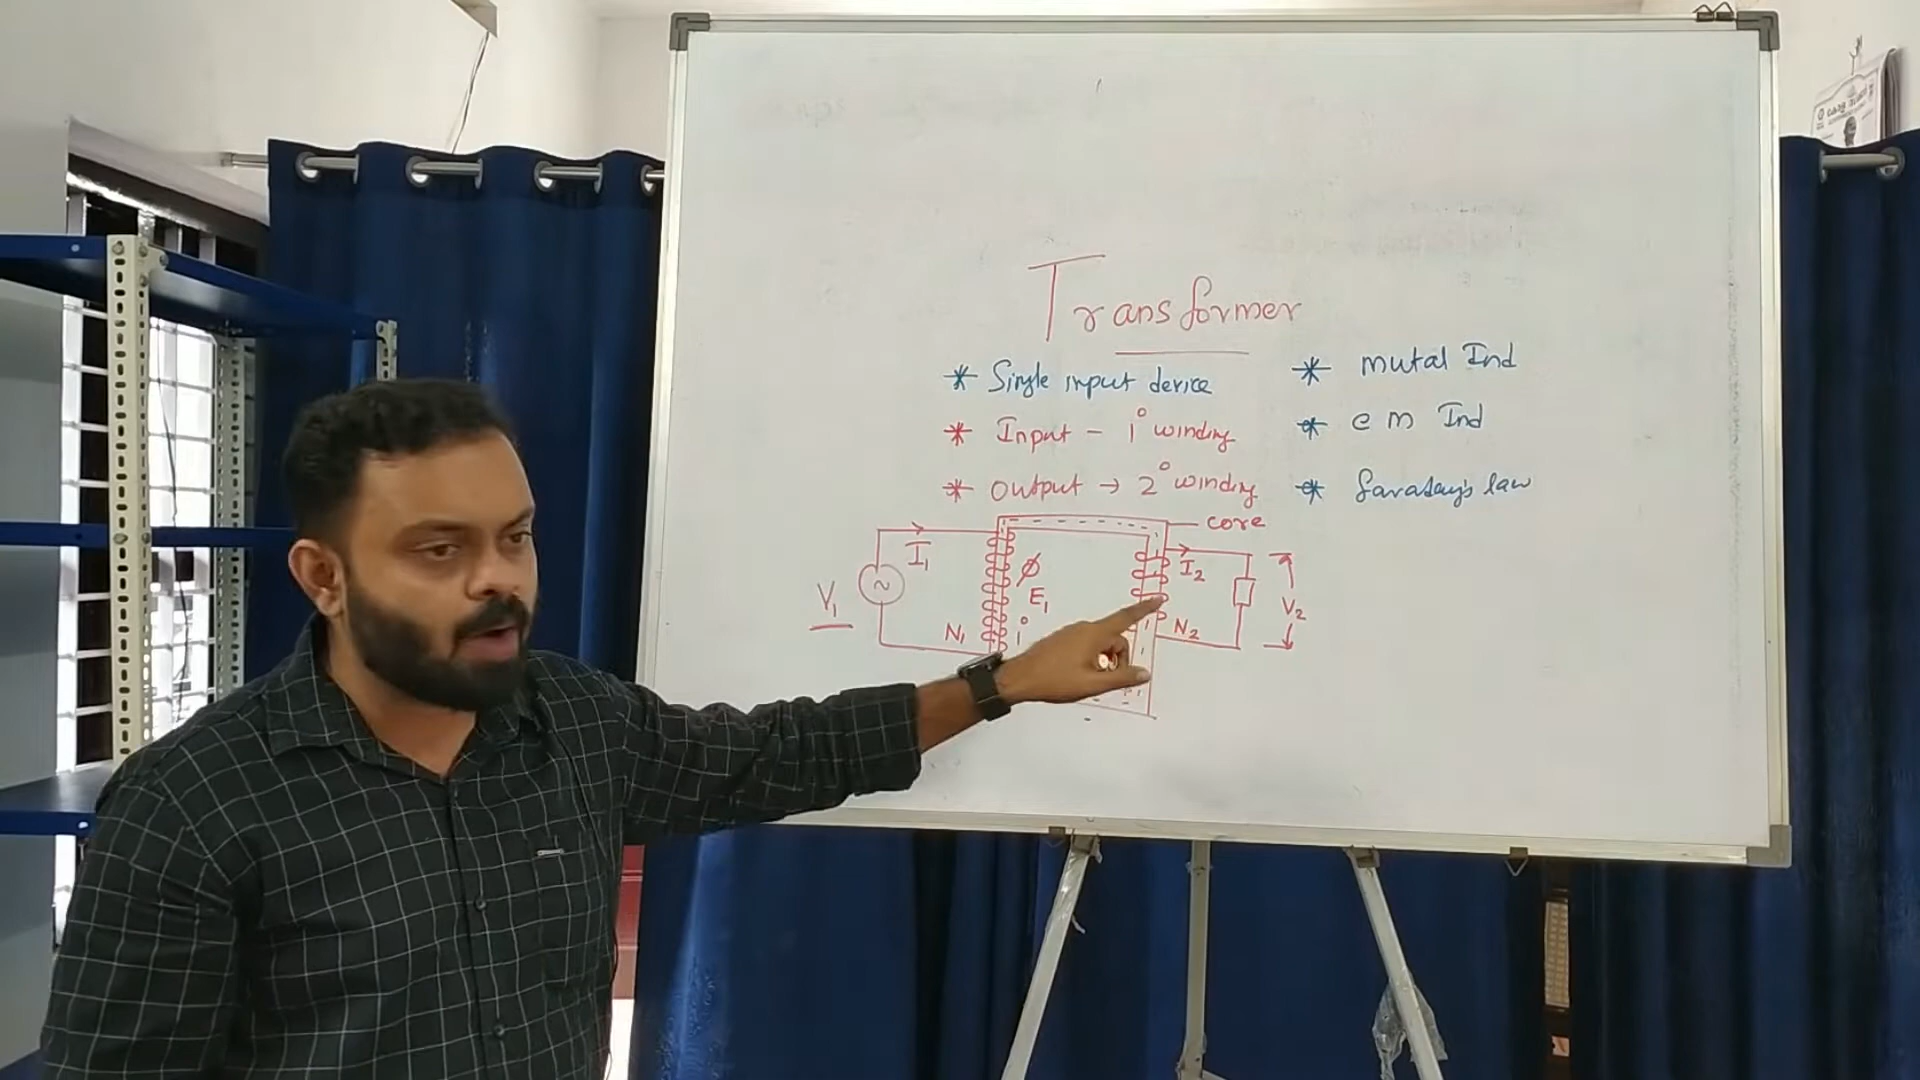 Transformer
* Single input device
* Input - 1° winding
* Output → 2° winding
* mutal Ind
* e m Ind
* faraday's law
core
I1
V1
~
N1
ϕ
E1
1°
I2
N2
V2